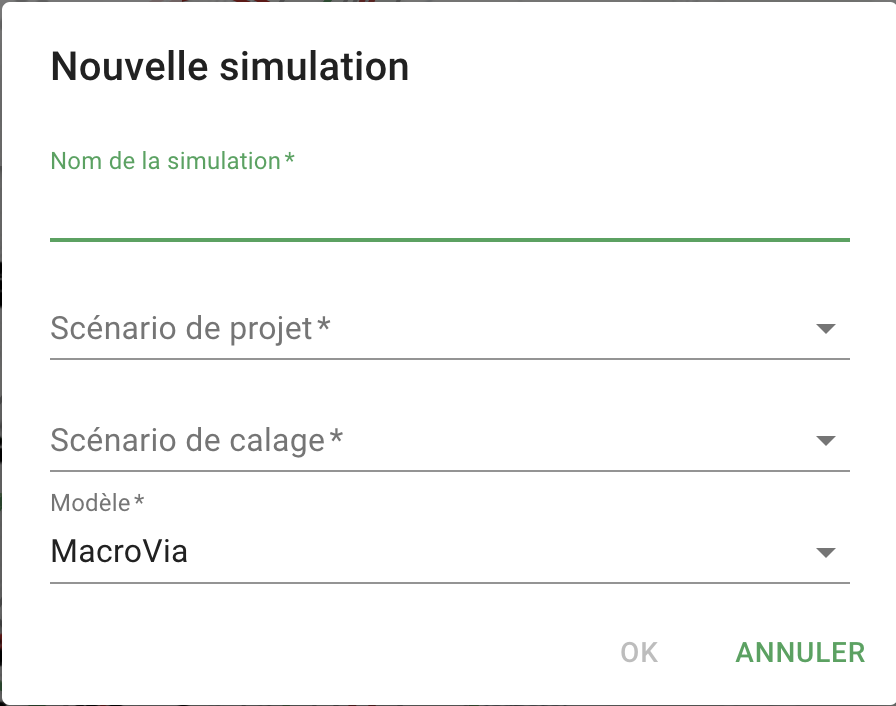 Nouvelle simulation
Nom de la simulation *
Scénario de projet *
Scénario de calage *
Modèle *
MacroVia
OK ANNULER